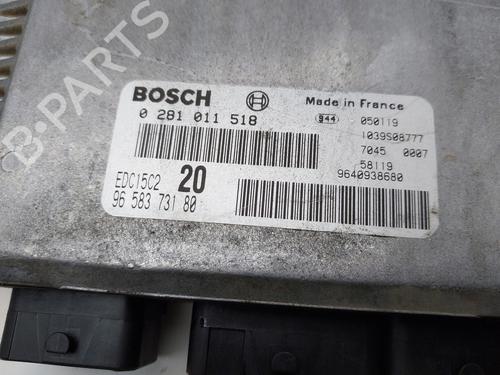 BOSCH
Made in France
0 281 011 518
944 050119
1039S08777
7045 0007
58119
9640938680
EDC15C2 20
96 583 731 80
B-PARTS